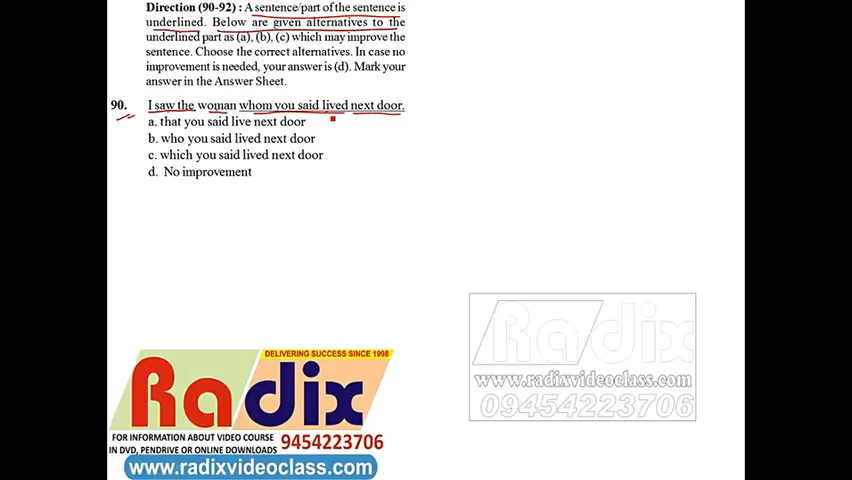 Direction (90-92) : A sentence/part of the sentence is
underlined. Below are given alternatives to the
underlined part as (a), (b), (c) which may improve the
sentence. Choose the correct alternatives. In case no
improvement is needed, your answer is (d). Mark your
answer in the Answer Sheet.
90. I saw the woman whom you said lived next door.
a. that you said live next door
b. who you said lived next door
c. which you said lived next door
d. No improvement
DELIVERING SUCCESS SINCE 1998
Radix
FOR INFORMATION ABOUT VIDEO COURSE
IN DVD, PENDRIVE OR ONLINE DOWNLOADS
9454223706
www.radixvideoclass.com
Radix
www.radixvideoclass.com
09454223706